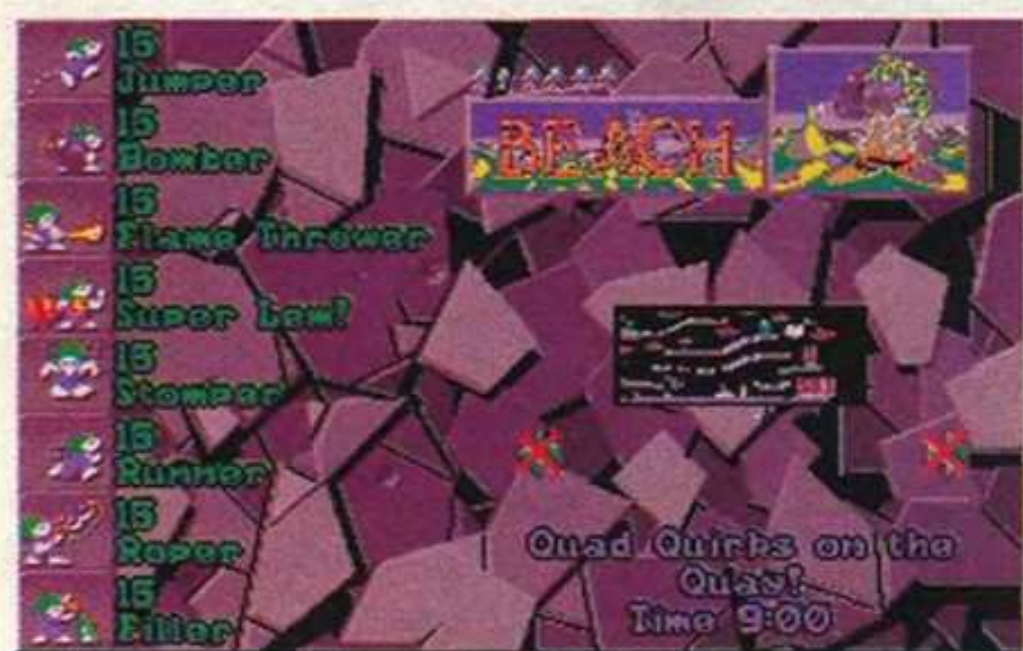 15
Jumper
15
Bomber
15
Flame Thrower
15
Super Lem!
15
Stomper
15
Runner
15
Roper
15
Filler
BEACH
Quad Quirks on the
Quay!
Time 9:00